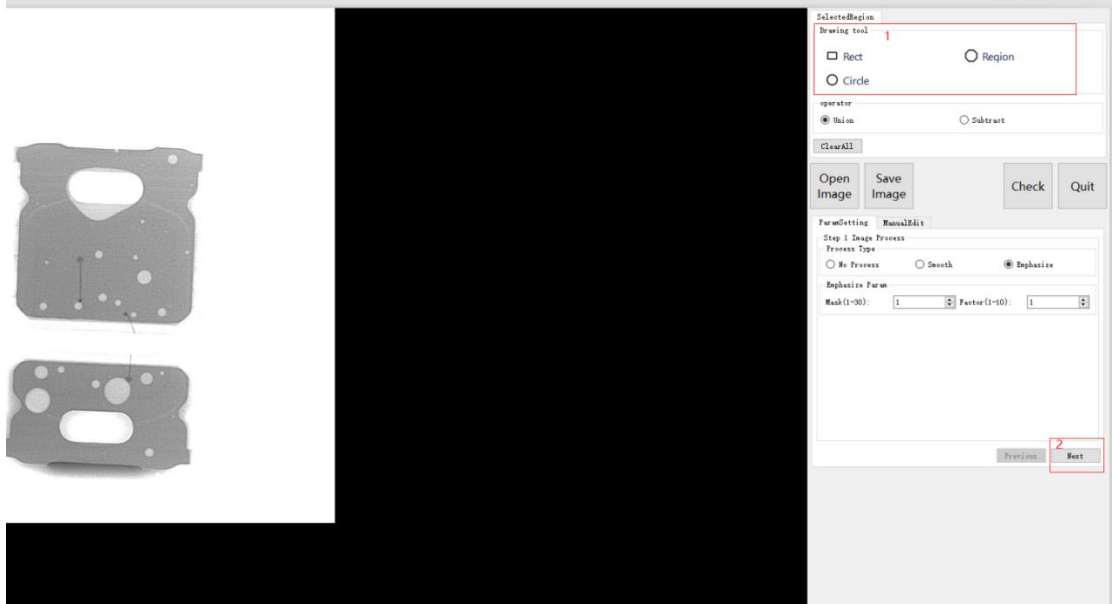 SelectedRegion
Drawing tool
1
Rect
Region
Circle
operator
Union
Subtract
ClearAll
Open Image
Save Image
Check
Quit
ParamSetting
ManualEdit
Step 1 Image Process
Process Type
No Process
Smooth
Emphasize
Emphasize Param
Mask(1-30):
1
Factor(1-10):
1
2
Previous
Next